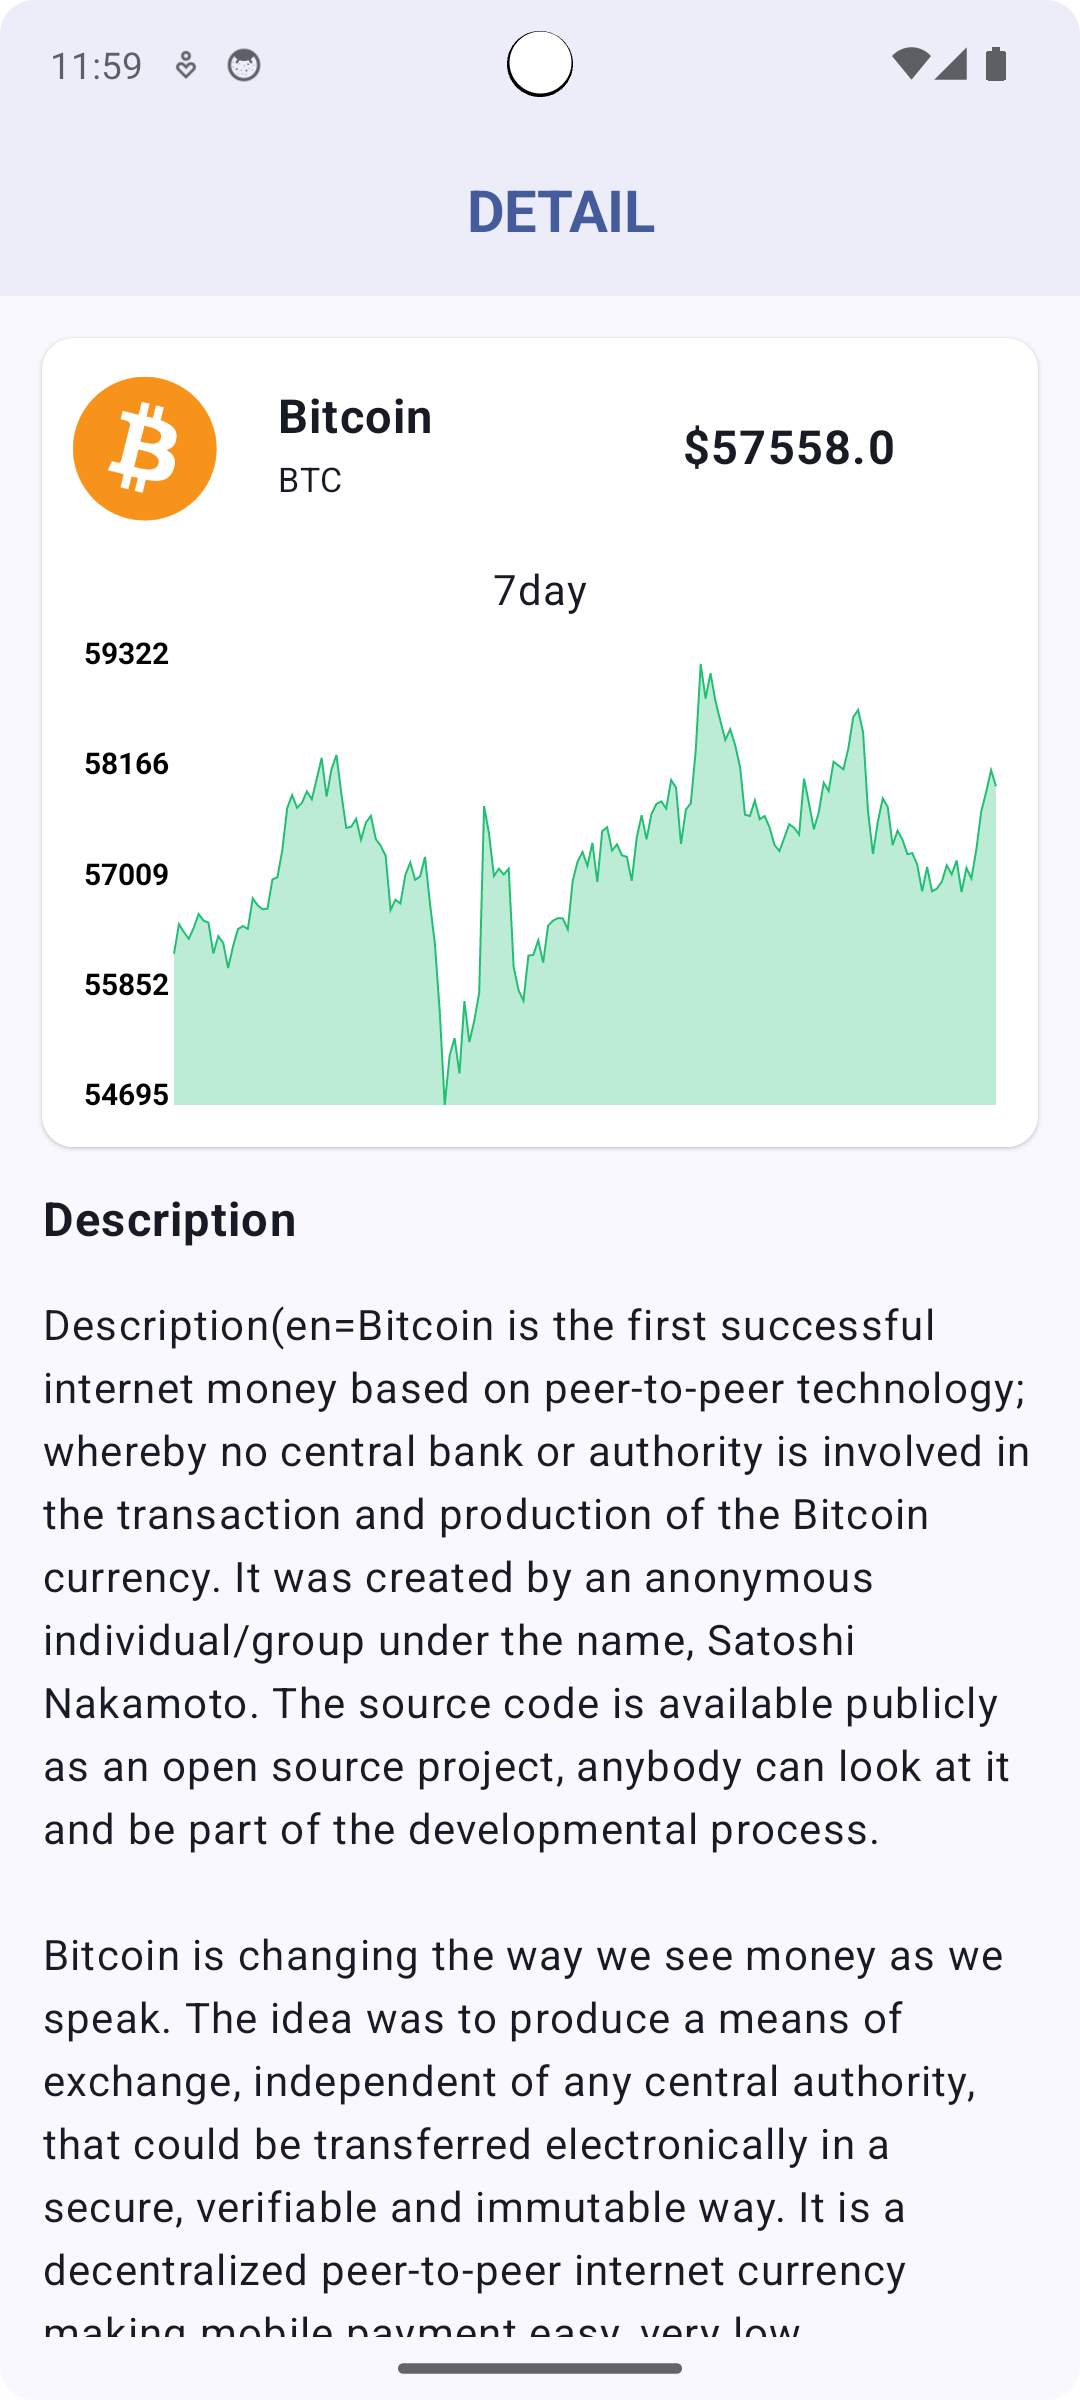 11:59
DETAIL
Bitcoin
BTC
$57558.0
7day
59322
58166
57009
55852
54695
Description
Description(en=Bitcoin is the first successful
internet money based on peer-to-peer technology;
whereby no central bank or authority is involved in
the transaction and production of the Bitcoin
currency. It was created by an anonymous
individual/group under the name, Satoshi
Nakamoto. The source code is available publicly
as an open source project, anybody can look at it
and be part of the developmental process.
Bitcoin is changing the way we see money as we
speak. The idea was to produce a means of
exchange, independent of any central authority,
that could be transferred electronically in a
secure, verifiable and immutable way. It is a
decentralized peer-to-peer internet currency
making mobile payment easy, very low